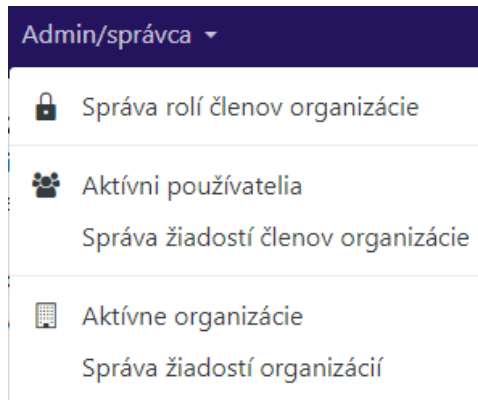 Admin/správca
Správa rolí členov organizácie
Aktívni používatelia
Správa žiadostí členov organizácie
Aktívne organizácie
Správa žiadostí organizácií